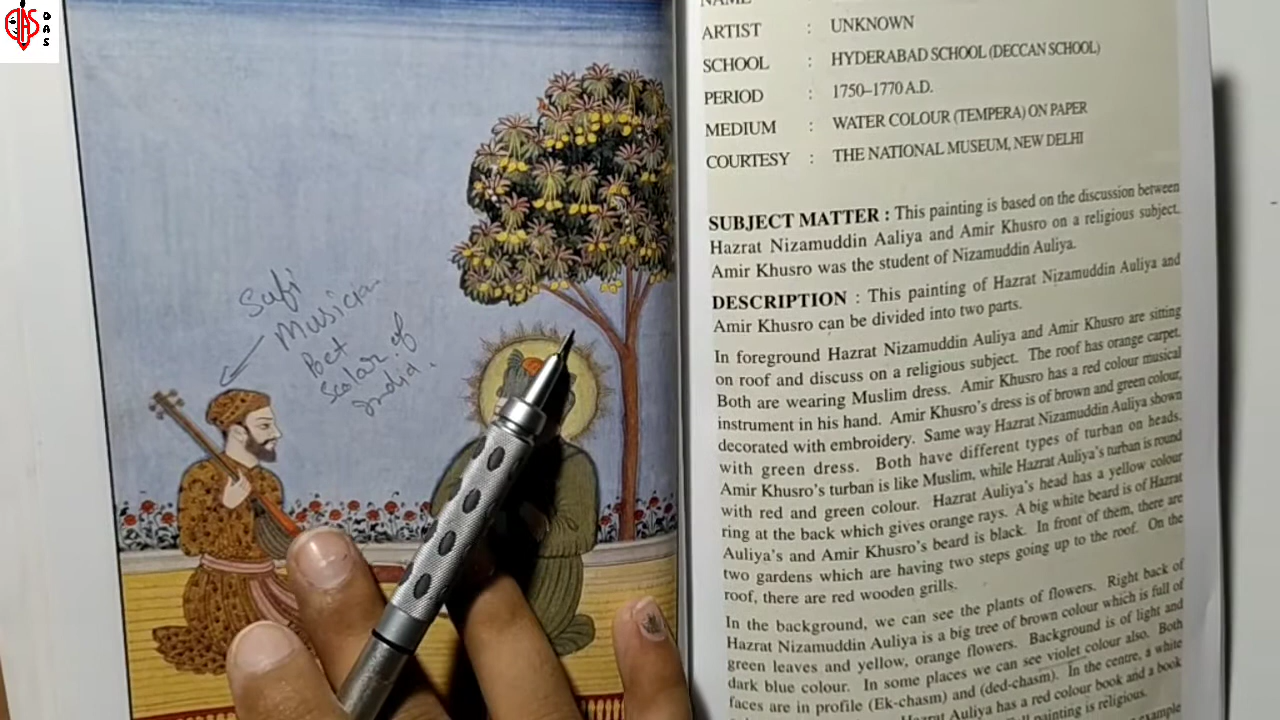 DAS
Sufi
Musician
Poet
Scalar of
India.
ARTIST : UNKNOWN
SCHOOL : HYDERABAD SCHOOL (DECCAN SCHOOL)
PERIOD : 1750–1770 A.D.
MEDIUM : WATER COLOUR (TEMPERA) ON PAPER
COURTESY : THE NATIONAL MUSEUM, NEW DELHI
SUBJECT MATTER : This painting is based on the discussion between
Hazrat Nizamuddin Aaliya and Amir Khusro on a religious subject.
Amir Khusro was the student of Nizamuddin Auliya.
DESCRIPTION : This painting of Hazrat Nizamuddin Auliya and
Amir Khusro can be divided into two parts.
In foreground Hazrat Nizamuddin Auliya and Amir Khusro are sitting
on roof and discuss on a religious subject. The roof has orange carpet.
Both are wearing Muslim dress. Amir Khusro has a red colour musical
instrument in his hand. Amir Khusro's dress is of brown and green colour,
decorated with embroidery. Same way Hazrat Nizamuddin Auliya shown
with green dress. Both have different types of turban on heads.
Amir Khusro's turban is like Muslim, while Hazrat Auliya's turban is round
with red and green colour. Hazrat Auliya's head has a yellow colour
ring at the back which gives orange rays. A big white beard is of Hazrat
Auliya's and Amir Khusro's beard is black. In front of them, there are
two gardens which are having two steps going up to the roof. On the
roof, there are red wooden grills.
In the background, we can see the plants of flowers. Right back of
Hazrat Nizamuddin Auliya is a big tree of brown colour which is full of
green leaves and yellow, orange flowers. Background is of light and
dark blue colour. In some places we can see violet colour also. Both
faces are in profile (Ek-chasm) and (ded-chasm). In the centre, a white
Hazrat Auliya has a red colour book and a book
painting is religious.
example